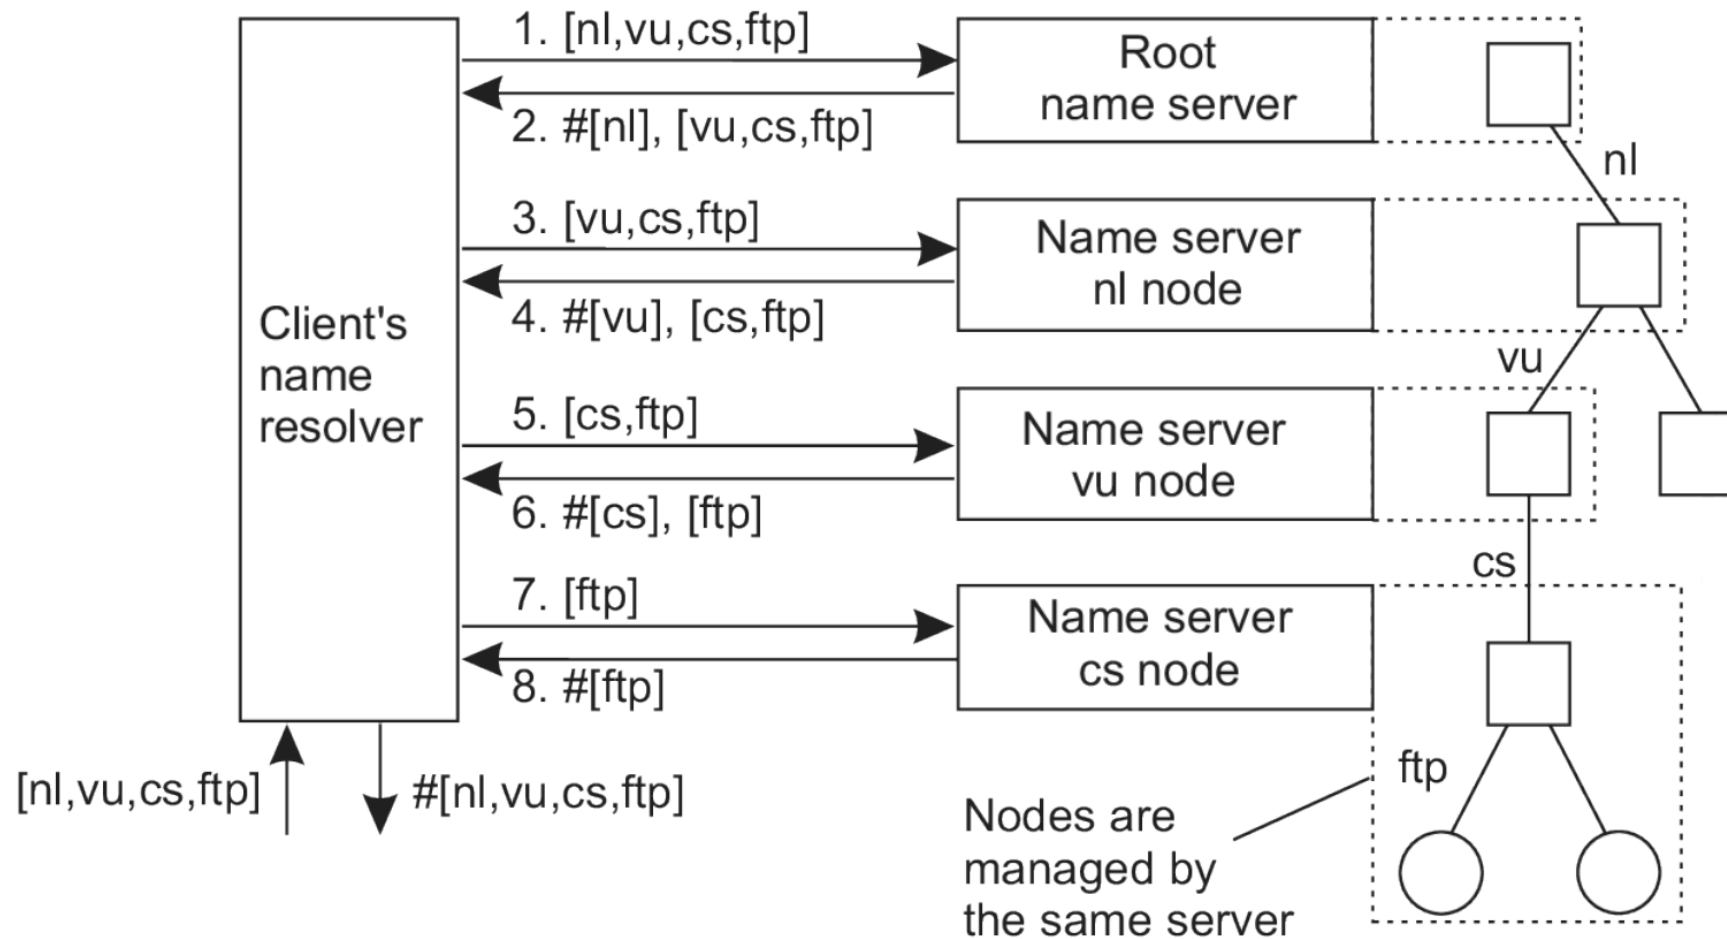 1. [nl,vu,cs,ftp]
Root
name server
2. #[nl], [vu,cs,ftp]
nl
3. [vu,cs,ftp]
Name server
nl node
4. #[vu], [cs,ftp]
Client's
name
resolver
vu
5. [cs,ftp]
Name server
vu node
6. #[cs], [ftp]
cs
7. [ftp]
Name server
cs node
8. #[ftp]
[nl,vu,cs,ftp]
#[nl,vu,cs,ftp]
ftp
Nodes are
managed by
the same server